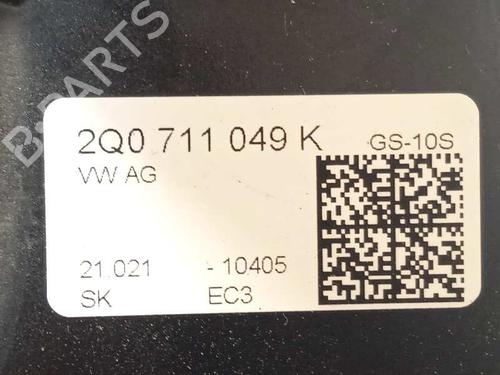 B-PARTS
2Q0 711 049 K GS-10S
VW AG
21.021 - 10405
SK EC3